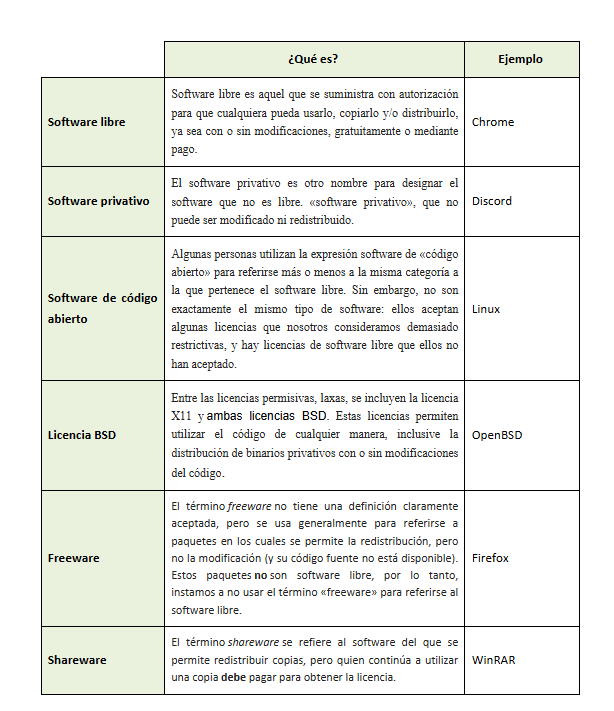 ¿Qué es?
Ejemplo
Software libre
Software libre es aquel que se suministra con autorización
para que cualquiera pueda usarlo, copiarlo y/o distribuirlo,
ya sea con o sin modificaciones, gratuitamente o mediante
pago.
Chrome
Software privativo
El software privativo es otro nombre para designar el
software que no es libre. «software privativo», que no
puede ser modificado ni redistribuido.
Discord
Software de código
abierto
Algunas personas utilizan la expresión software de «código
abierto» para referirse más o menos a la misma categoría a
la que pertenece el software libre. Sin embargo, no son
exactamente el mismo tipo de software: ellos aceptan
algunas licencias que nosotros consideramos demasiado
restrictivas, y hay licencias de software libre que ellos no
han aceptado.
Linux
Licencia BSD
Entre las licencias permisivas, laxas, se incluyen la licencia
X11 y ambas licencias BSD. Estas licencias permiten
utilizar el código de cualquier manera, inclusive la
distribución de binarios privativos con o sin modificaciones
del código.
OpenBSD
Freeware
El término freeware no tiene una definición claramente
aceptada, pero se usa generalmente para referirse a
paquetes en los cuales se permite la redistribución, pero
no la modificación (y su código fuente no está disponible).
Estos paquetes no son software libre, por lo tanto,
instamos a no usar el término «freeware» para referirse al
software libre.
Firefox
Shareware
El término shareware se refiere al software del que se
permite redistribuir copias, pero quien continúa a utilizar
una copia debe pagar para obtener la licencia.
WinRAR